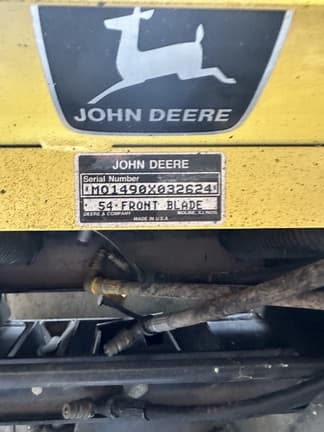 JOHN DEERE
JOHN DEERE
Serial Number
*M01490X032624*
54" FRONT BLADE
DEERE & COMPANY MOLINE, ILLINOIS
MADE IN U.S.A.